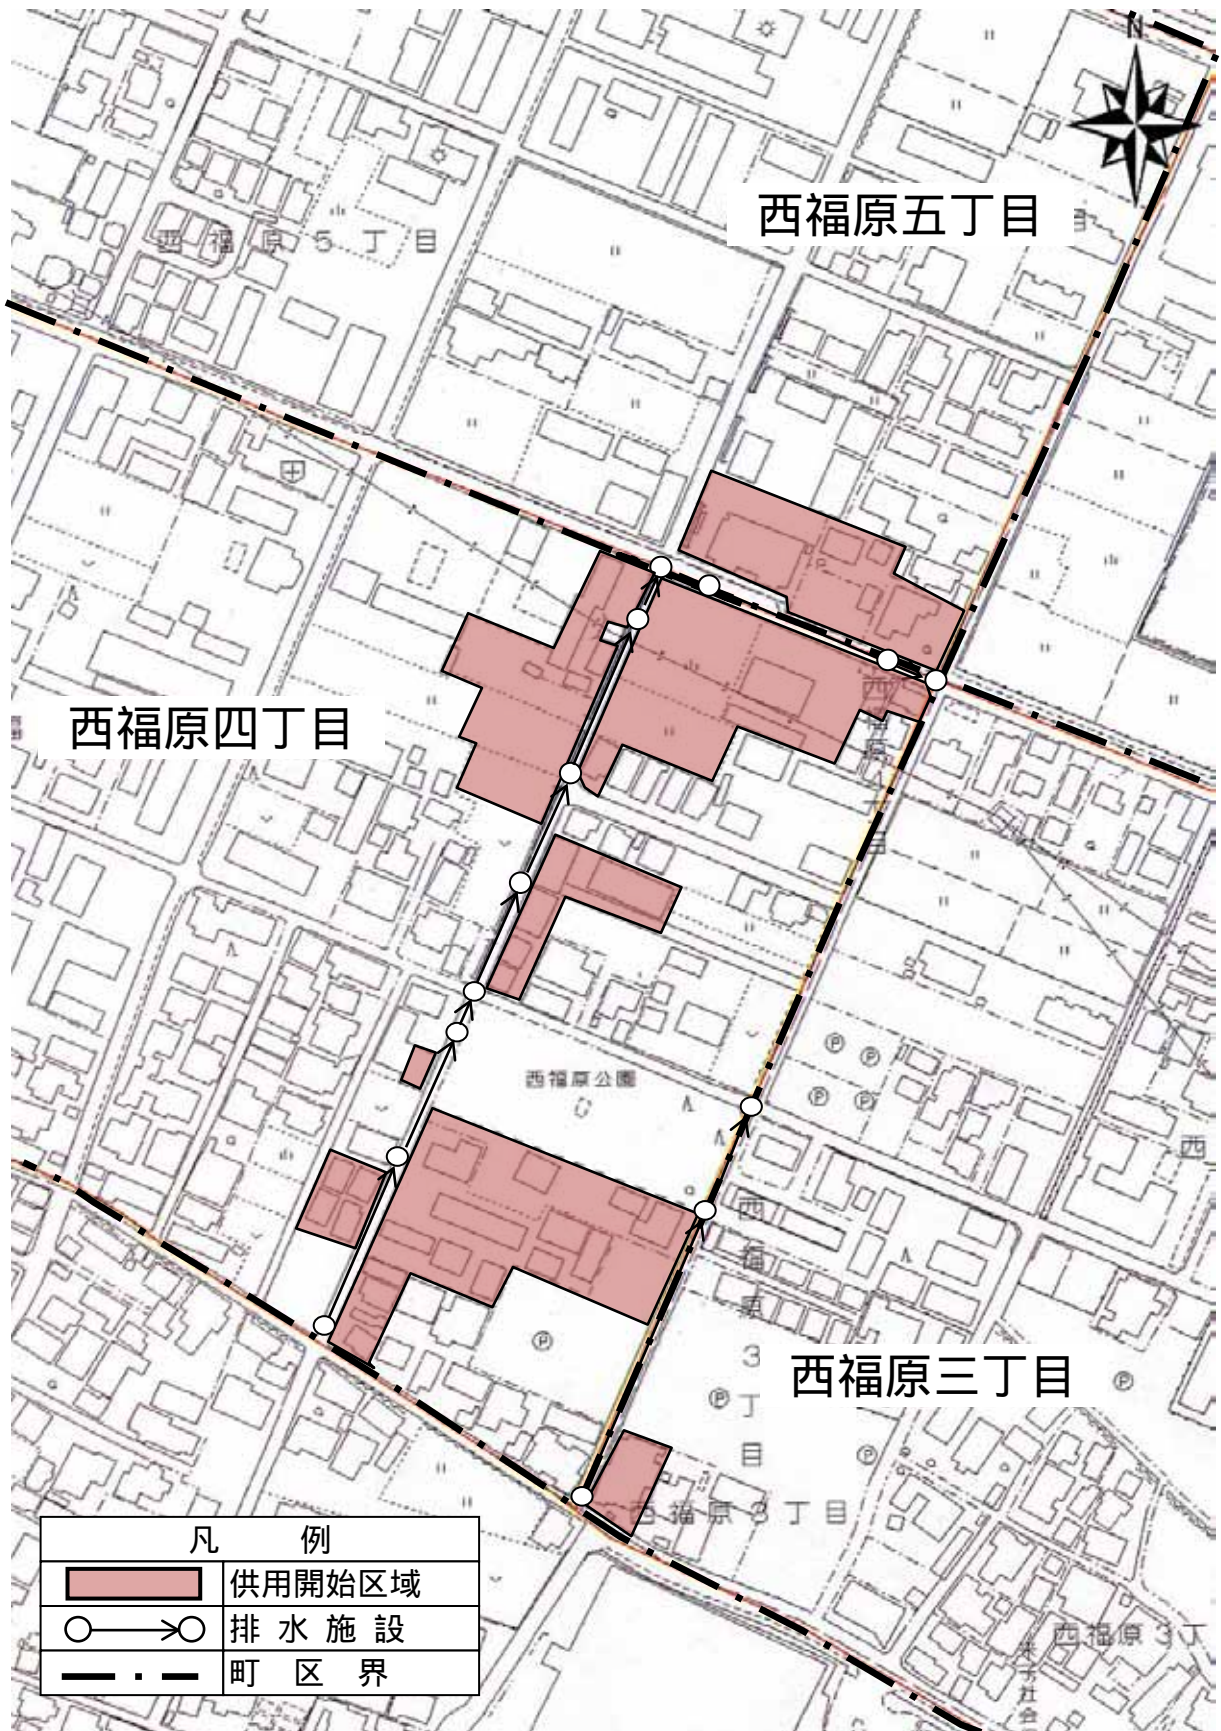 N
西福原五丁目
西福原5丁目
西福原四丁目
西福原公園
西福原3丁目
西福原三丁目
西
西福原3丁目
西福原3丁
凡 例
供用開始区域
排水施設
町区界